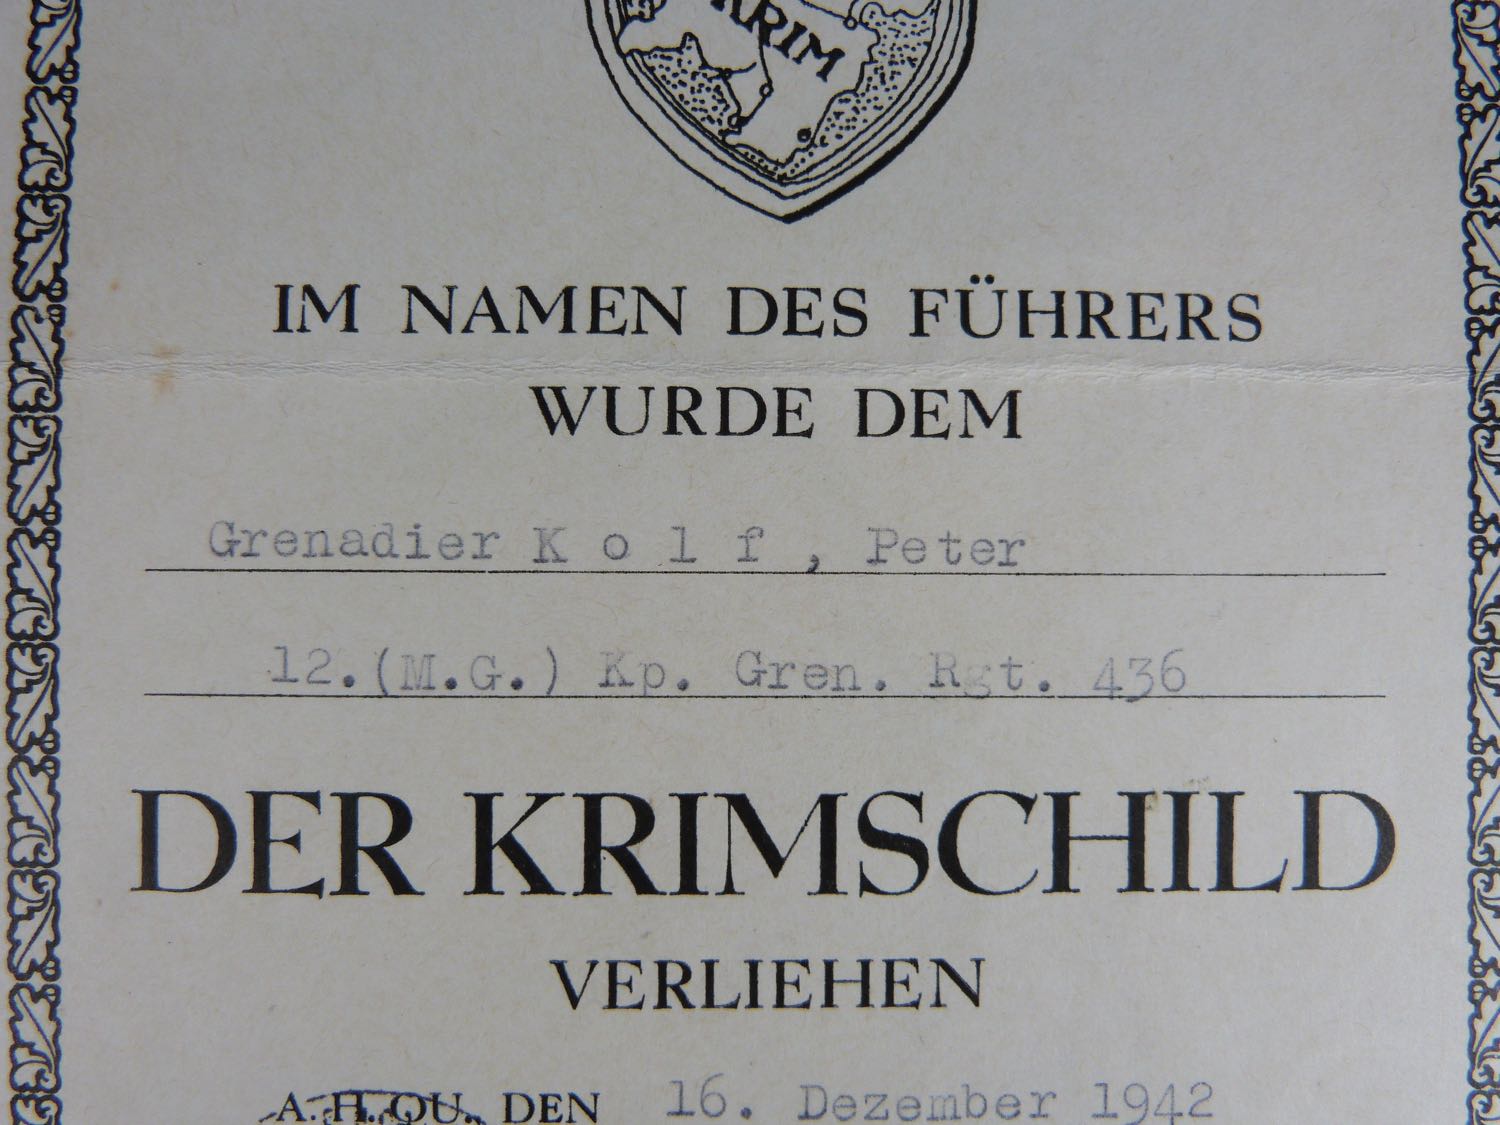 KRIM
IM NAMEN DES FÜHRERS
WURDE DEM
Grenadier K o l f , Peter
12.(M.G.) Kp. Gren. Rgt. 436
DER KRIMSCHILD
VERLIEHEN
A.H.QU. DEN 16. Dezember 1942